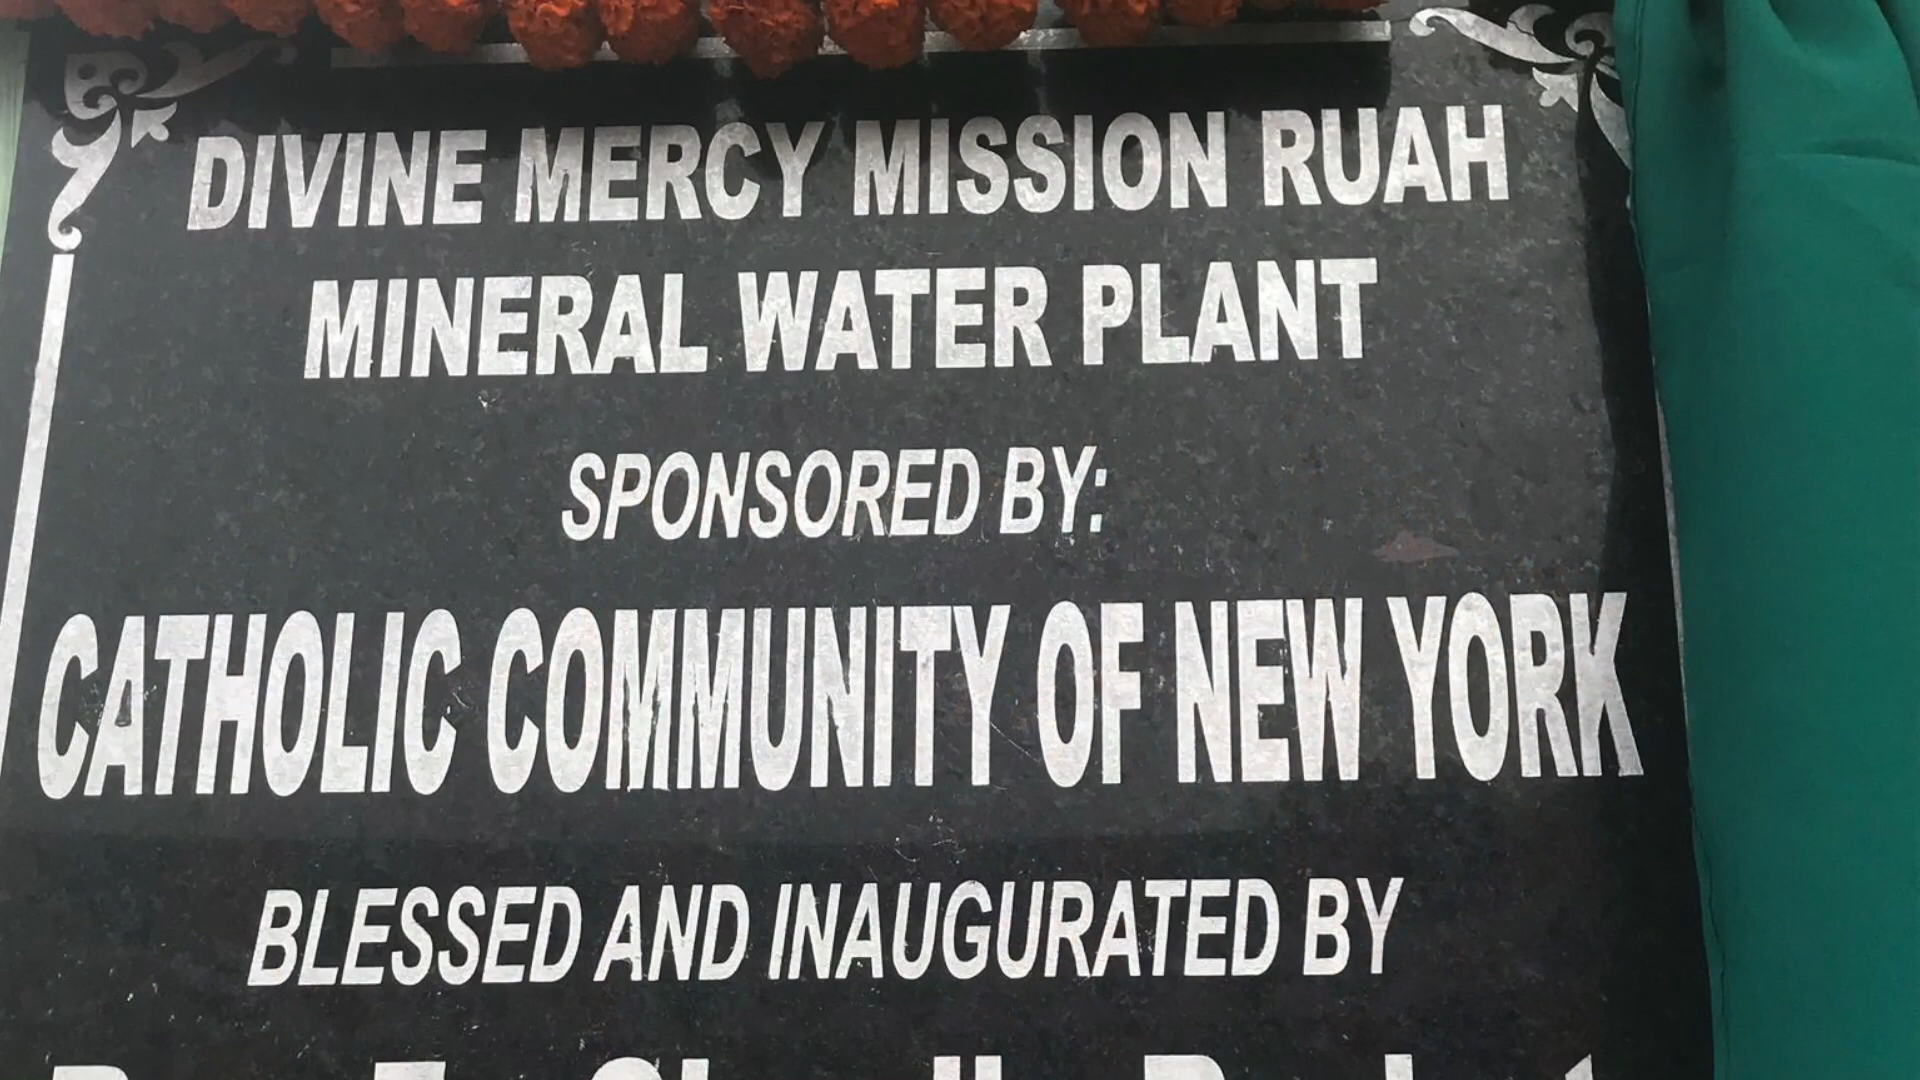 DIVINE MERCY MISSION RUAH
MINERAL WATER PLANT
SPONSORED BY:
CATHOLIC COMMUNITY OF NEW YORK
BLESSED AND INAUGURATED BY